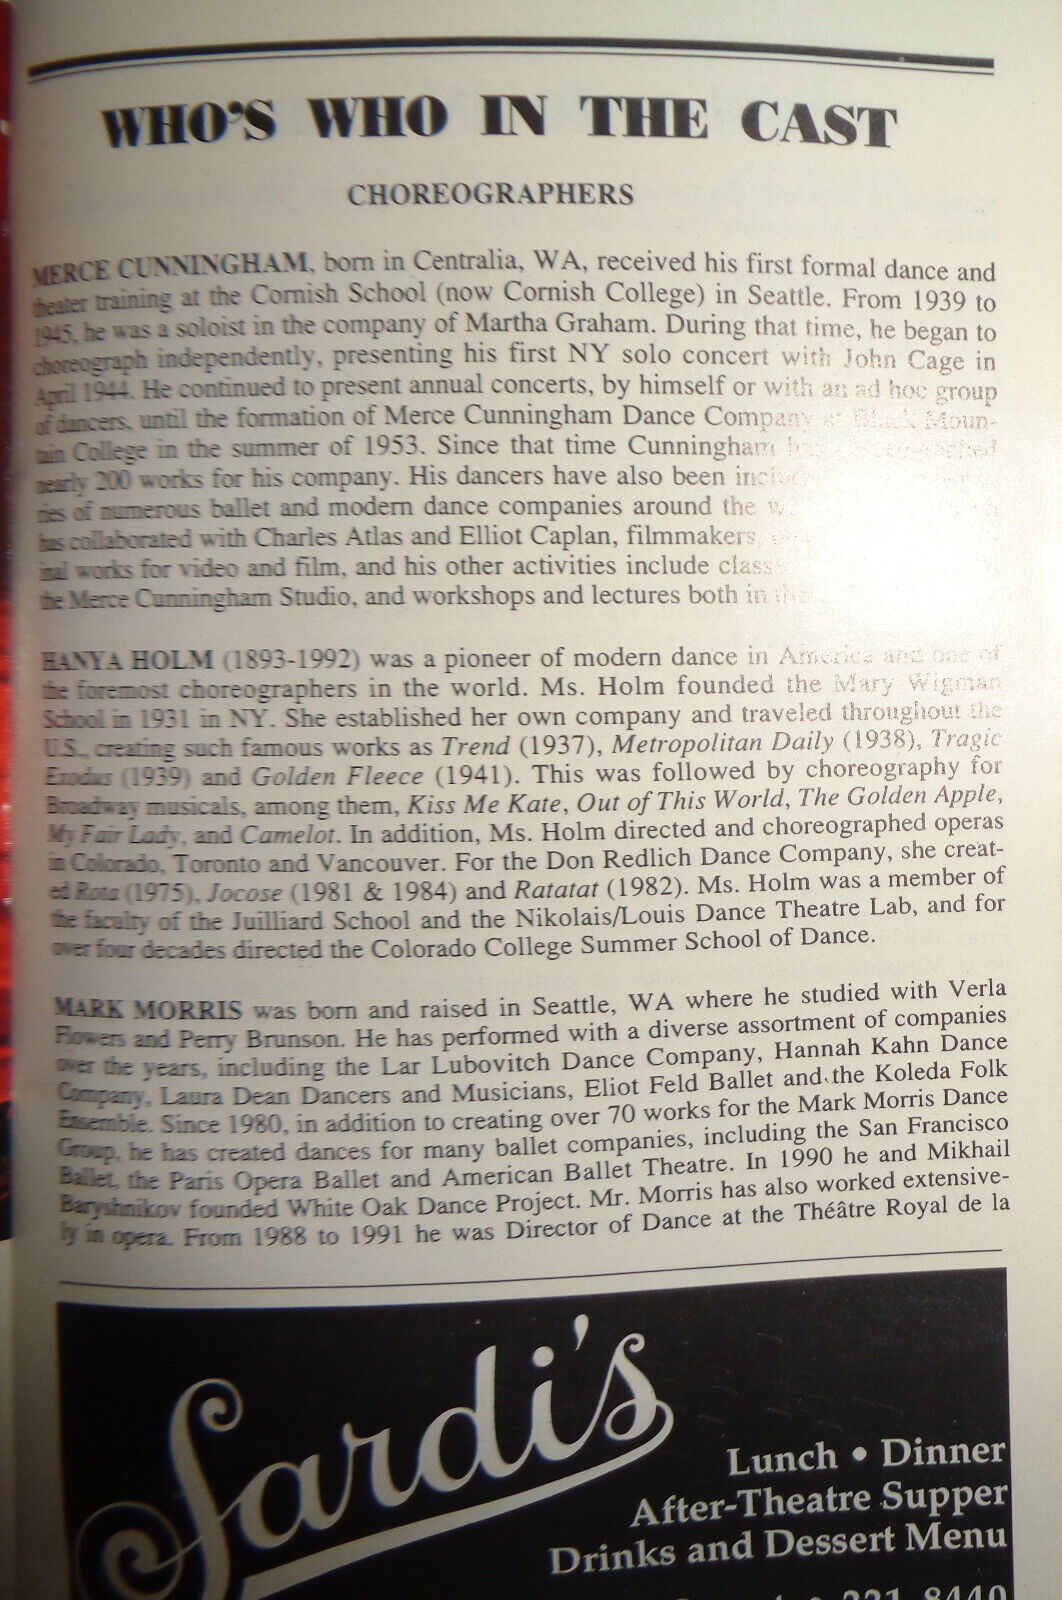 WHO'S WHO IN THE CAST
CHOREOGRAPHERS
MERCE CUNNINGHAM, born in Centralia, WA, received his first formal dance and
theater training at the Cornish School (now Cornish College) in Seattle. From 1939 to
1945, he was a soloist in the company of Martha Graham. During that time, he began to
choreograph independently, presenting his first NY solo concert with John Cage in
April 1944. He continued to present annual concerts, by himself or with an ad hoc group
of dancers, until the formation of Merce Cunningham Dance Company at Black Moun-
tain College in the summer of 1953. Since that time Cunningham
nearly 200 works for his company. His dancers have also been
ries of numerous ballet and modern dance companies around the
has collaborated with Charles Atlas and Elliot Caplan, filmmakers,
inal works for video and film, and his other activities include
the Merce Cunningham Studio, and workshops and lectures both in
HANYA HOLM (1893-1992) was a pioneer of modern dance in America and one of
the foremost choreographers in the world. Ms. Holm founded the Mary Wigman
School in 1931 in NY. She established her own company and traveled throughout the
U.S., creating such famous works as Trend (1937), Metropolitan Daily (1938), Tragic
Exodus (1939) and Golden Fleece (1941). This was followed by choreography for
Broadway musicals, among them, Kiss Me Kate, Out of This World, The Golden Apple,
My Fair Lady, and Camelot. In addition, Ms. Holm directed and choreographed operas
in Colorado, Toronto and Vancouver. For the Don Redlich Dance Company, she creat-
ed Rota (1975), Jocose (1981 & 1984) and Ratatat (1982). Ms. Holm was a member of
the faculty of the Juilliard School and the Nikolais/Louis Dance Theatre Lab, and for
over four decades directed the Colorado College Summer School of Dance.
MARK MORRIS was born and raised in Seattle, WA where he studied with Verla
Flowers and Perry Brunson. He has performed with a diverse assortment of companies
over the years, including the Lar Lubovitch Dance Company, Hannah Kahn Dance
Company, Laura Dean Dancers and Musicians, Eliot Feld Ballet and the Koleda Folk
Ensemble. Since 1980, in addition to creating over 70 works for the Mark Morris Dance
Group, he has created dances for many ballet companies, including the San Francisco
Ballet, the Paris Opera Ballet and American Ballet Theatre. In 1990 he and Mikhail
Baryshnikov founded White Oak Dance Project. Mr. Morris has also worked extensive-
ly in opera. From 1988 to 1991 he was Director of Dance at the Théâtre Royal de la
Sardi's
Lunch • Dinner
After-Theatre Supper
Drinks and Dessert Menu
221-8440